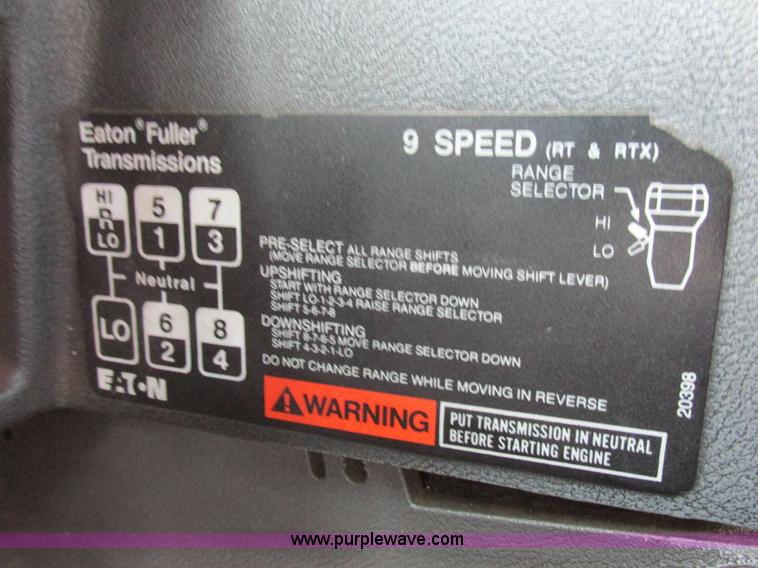 Eaton® Fuller®
Transmissions
9 SPEED (RT & RTX)
RANGE
SELECTOR
HI
LO
HI
R
LO
5
1
7
3
Neutral
LO
6
2
8
4
EATON
PRE-SELECT ALL RANGE SHIFTS
(MOVE RANGE SELECTOR BEFORE MOVING SHIFT LEVER)
UPSHIFTING
START WITH RANGE SELECTOR DOWN
SHIFT LO-1-2-3-4 RAISE RANGE SELECTOR
SHIFT 5-6-7-8
DOWNSHIFTING
SHIFT 8-7-6-5 MOVE RANGE SELECTOR DOWN
SHIFT 4-3-2-1-LO
DO NOT CHANGE RANGE WHILE MOVING IN REVERSE
WARNING
PUT TRANSMISSION IN NEUTRAL
BEFORE STARTING ENGINE
20398
www.purplewave.com